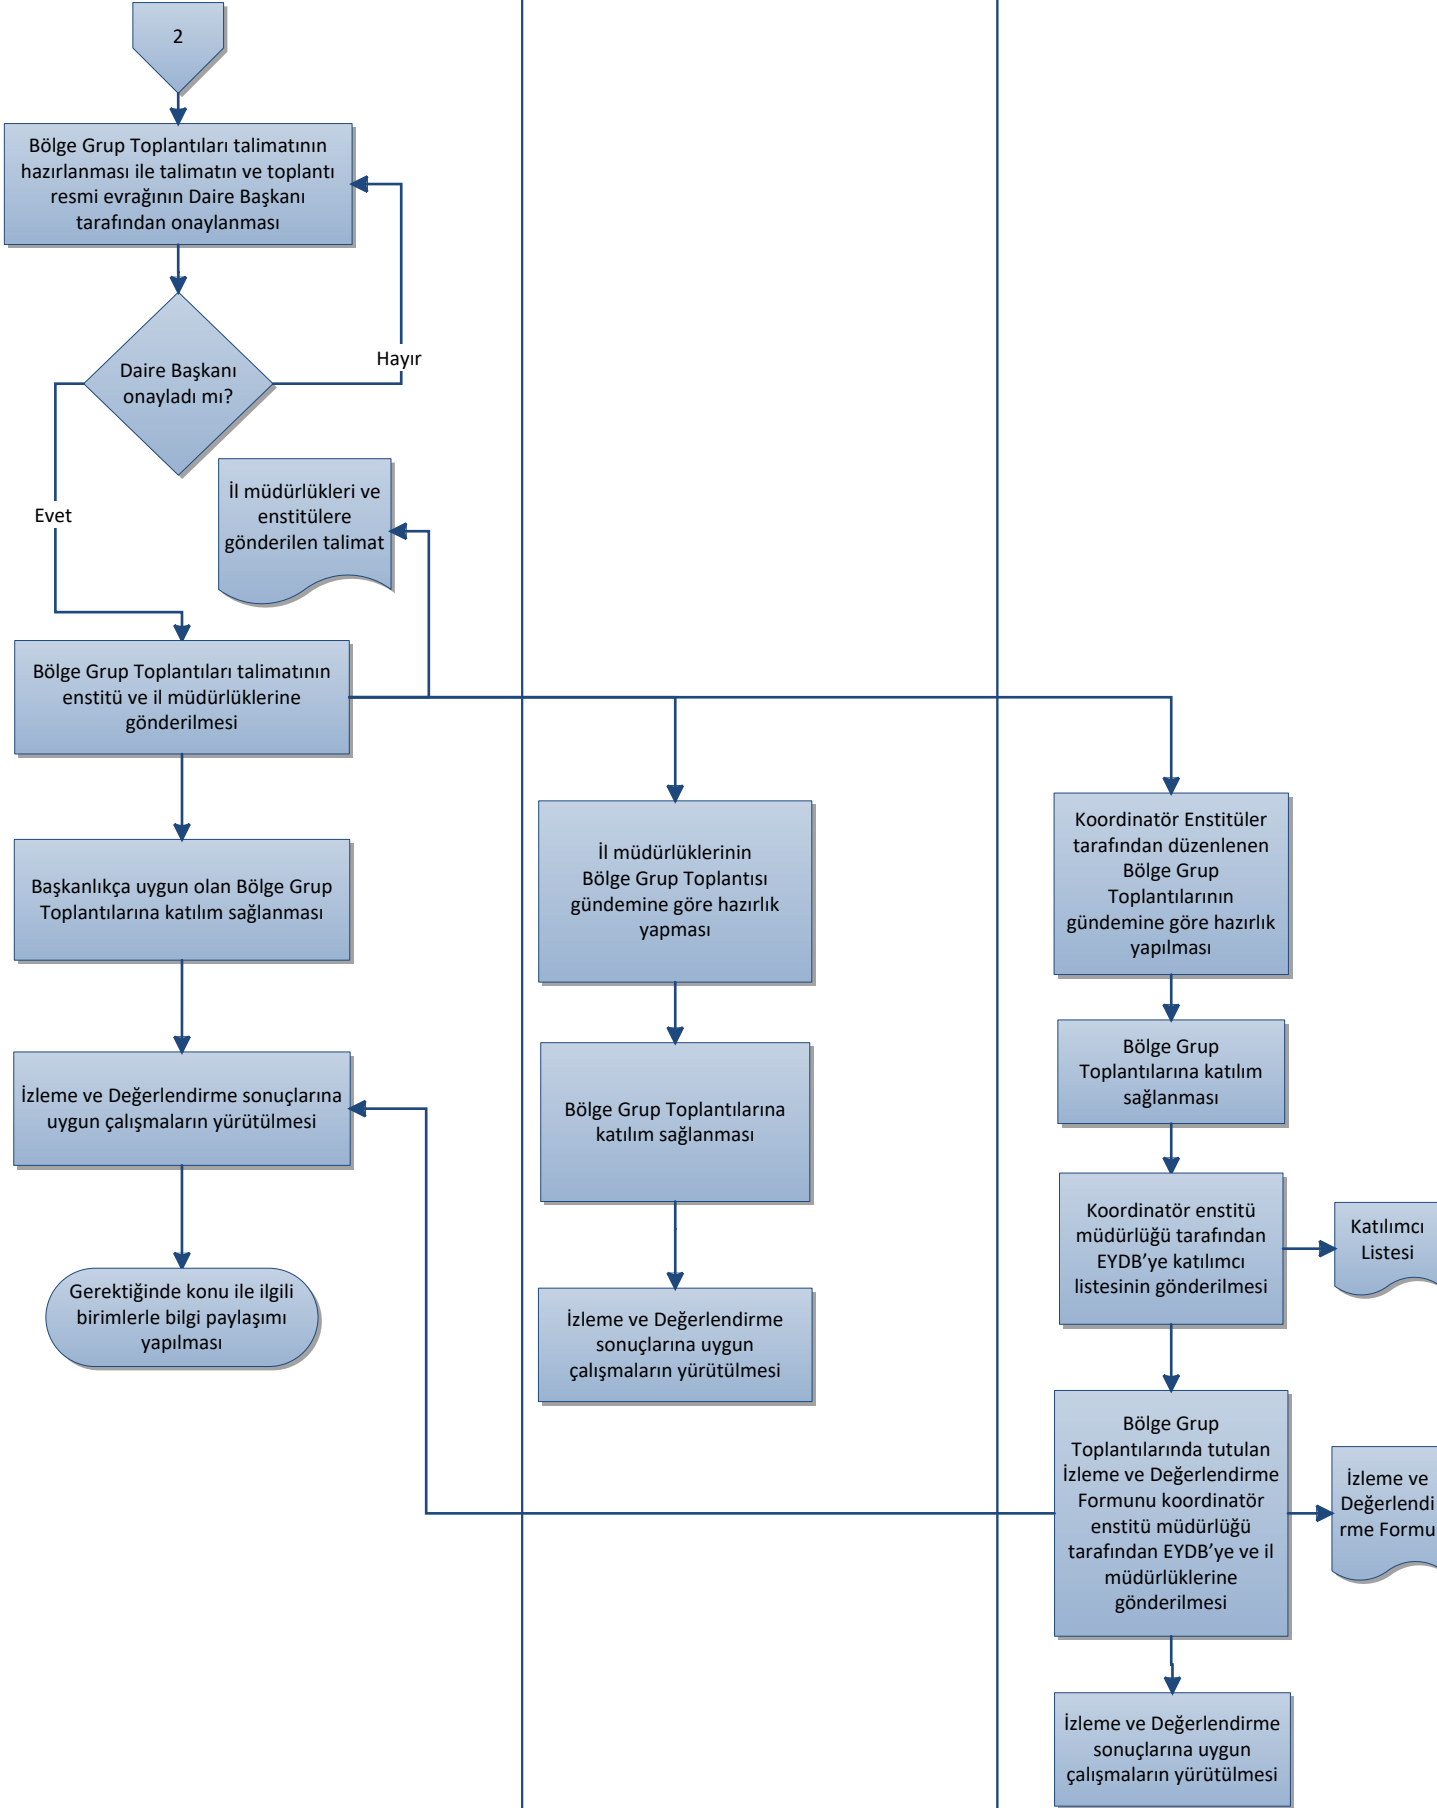 2
Bölge Grup Toplantıları talimatının
hazırlanması ile talimatın ve toplantı
resmi evrağının Daire Başkanı
tarafından onaylanması
Daire Başkanı
onayladı mı?
Hayır
Evet
İl müdürlükleri ve
enstitülere
gönderilen talimat
Bölge Grup Toplantıları talimatının
enstitü ve il müdürlüklerine
gönderilmesi
Başkanlıkça uygun olan Bölge Grup
Toplantılarına katılım sağlanması
İzleme ve Değerlendirme sonuçlarına
uygun çalışmaların yürütülmesi
Gerektiğinde konu ile ilgili
birimlerle bilgi paylaşımı
yapılması
İl müdürlüklerinin
Bölge Grup Toplantısı
gündemine göre hazırlık
yapması
Bölge Grup Toplantılarına
katılım sağlanması
İzleme ve Değerlendirme
sonuçlarına uygun
çalışmaların yürütülmesi
Koordinatör Enstitüler
tarafından düzenlenen
Bölge Grup
Toplantılarının
gündemine göre hazırlık
yapılması
Bölge Grup
Toplantılarına katılım
sağlanması
Koordinatör enstitü
müdürlüğü tarafından
EYDB’ye katılımcı
listesinin gönderilmesi
Katılımcı
Listesi
Bölge Grup
Toplantılarında tutulan
İzleme ve Değerlendirme
Formunu koordinatör
enstitü müdürlüğü
tarafından EYDB’ye ve il
müdürlüklerine
gönderilmesi
İzleme ve
Değerlendi
rme Formu
İzleme ve Değerlendirme
sonuçlarına uygun
çalışmaların yürütülmesi